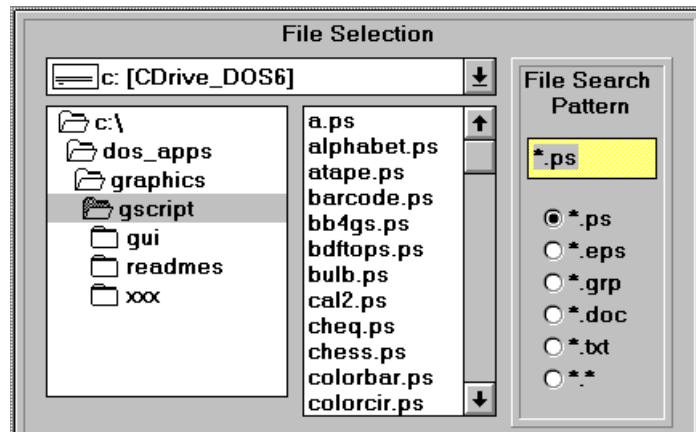 File Selection
c: [CDrive_DOS6]
c:\
dos_apps
graphics
gscript
gui
readmes
xxx
a.ps
alphabet.ps
atape.ps
barcode.ps
bb4gs.ps
bdftops.ps
bulb.ps
cal2.ps
cheq.ps
chess.ps
colorbar.ps
colorcir.ps
File Search
Pattern
*.ps
*.ps
*.eps
*.grp
*.doc
*.txt
*.*